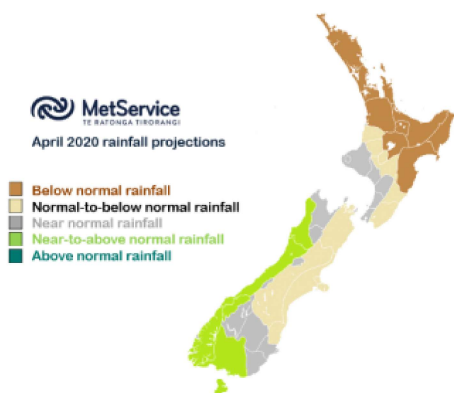 MetService
TE RATONGA TIRORANGI
April 2020 rainfall projections
Below normal rainfall
Normal-to-below normal rainfall
Near normal rainfall
Near-to-above normal rainfall
Above normal rainfall